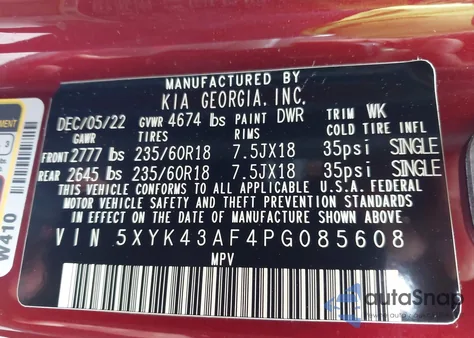 MANUFACTURED BY
KIA GEORGIA, INC.
DEC/05/22 GVWR 4674 lbs PAINT DWR TRIM WK
GAWR TIRES RIMS COLD TIRE INFL
FRONT 2777 lbs 235/60R18 7.5JX18 35psi SINGLE
REAR 2645 lbs 235/60R18 7.5JX18 35psi SINGLE
THIS VEHICLE CONFORMS TO ALL APPLICABLE U.S.A. FEDERAL
MOTOR VEHICLE SAFETY AND BUMPER STANDARDS
IN EFFECT ON THE DATE OF MANUFACTURE SHOWN ABOVE.
VIN 5XYK43AF4PG085608
MPV
W410
autoSnap